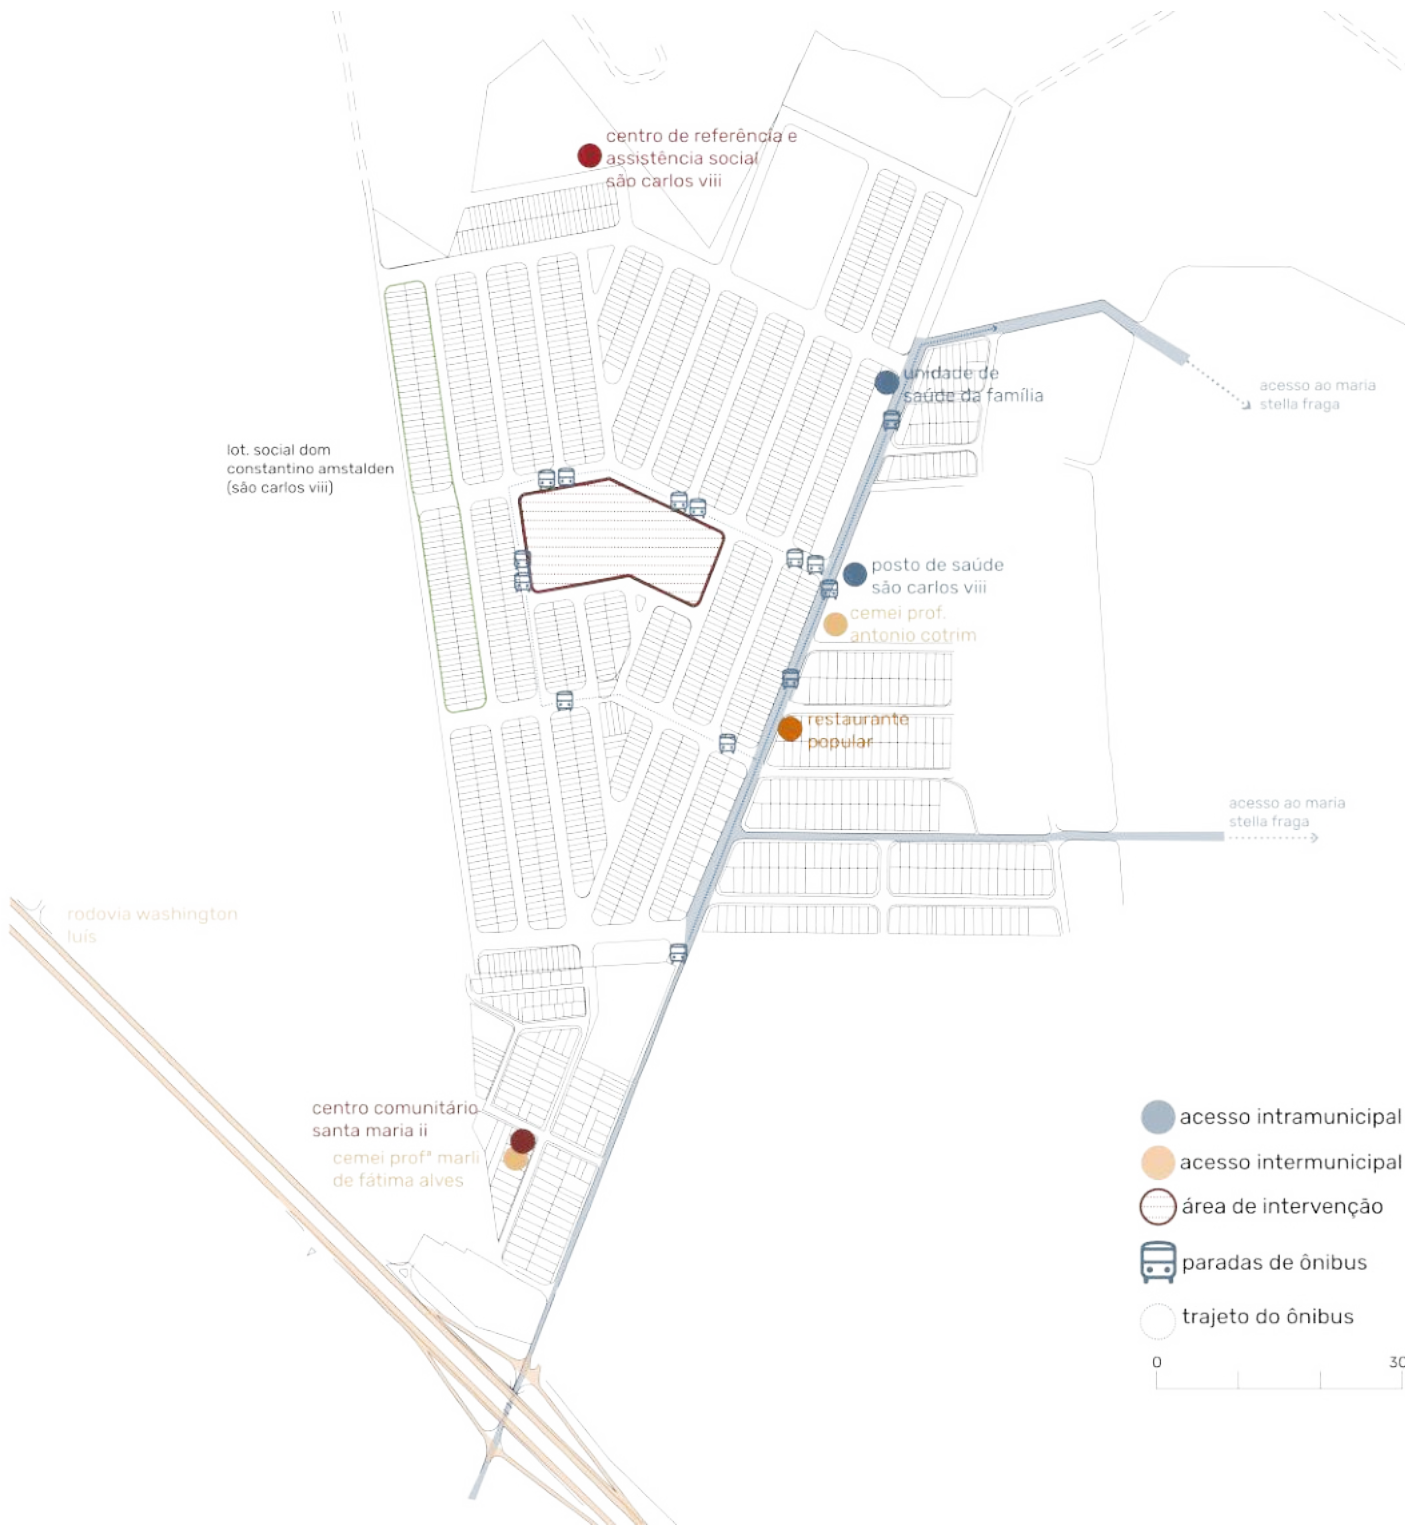 centro de referência e
assistência social
são carlos viii
unidade de
saúde da família
acesso ao maria
stella fraga
lot. social dom
constantino amstalden
(são carlos viii)
posto de saúde
são carlos viii
cemei prof.
antonio cotrim
restaurante
popular
acesso ao maria
stella fraga
rodovia washington
luís
centro comunitário
santa maria ii
cemei profª marli
de fátima alves
acesso intramunicipal
acesso intermunicipal
área de intervenção
paradas de ônibus
trajeto do ônibus
0 30